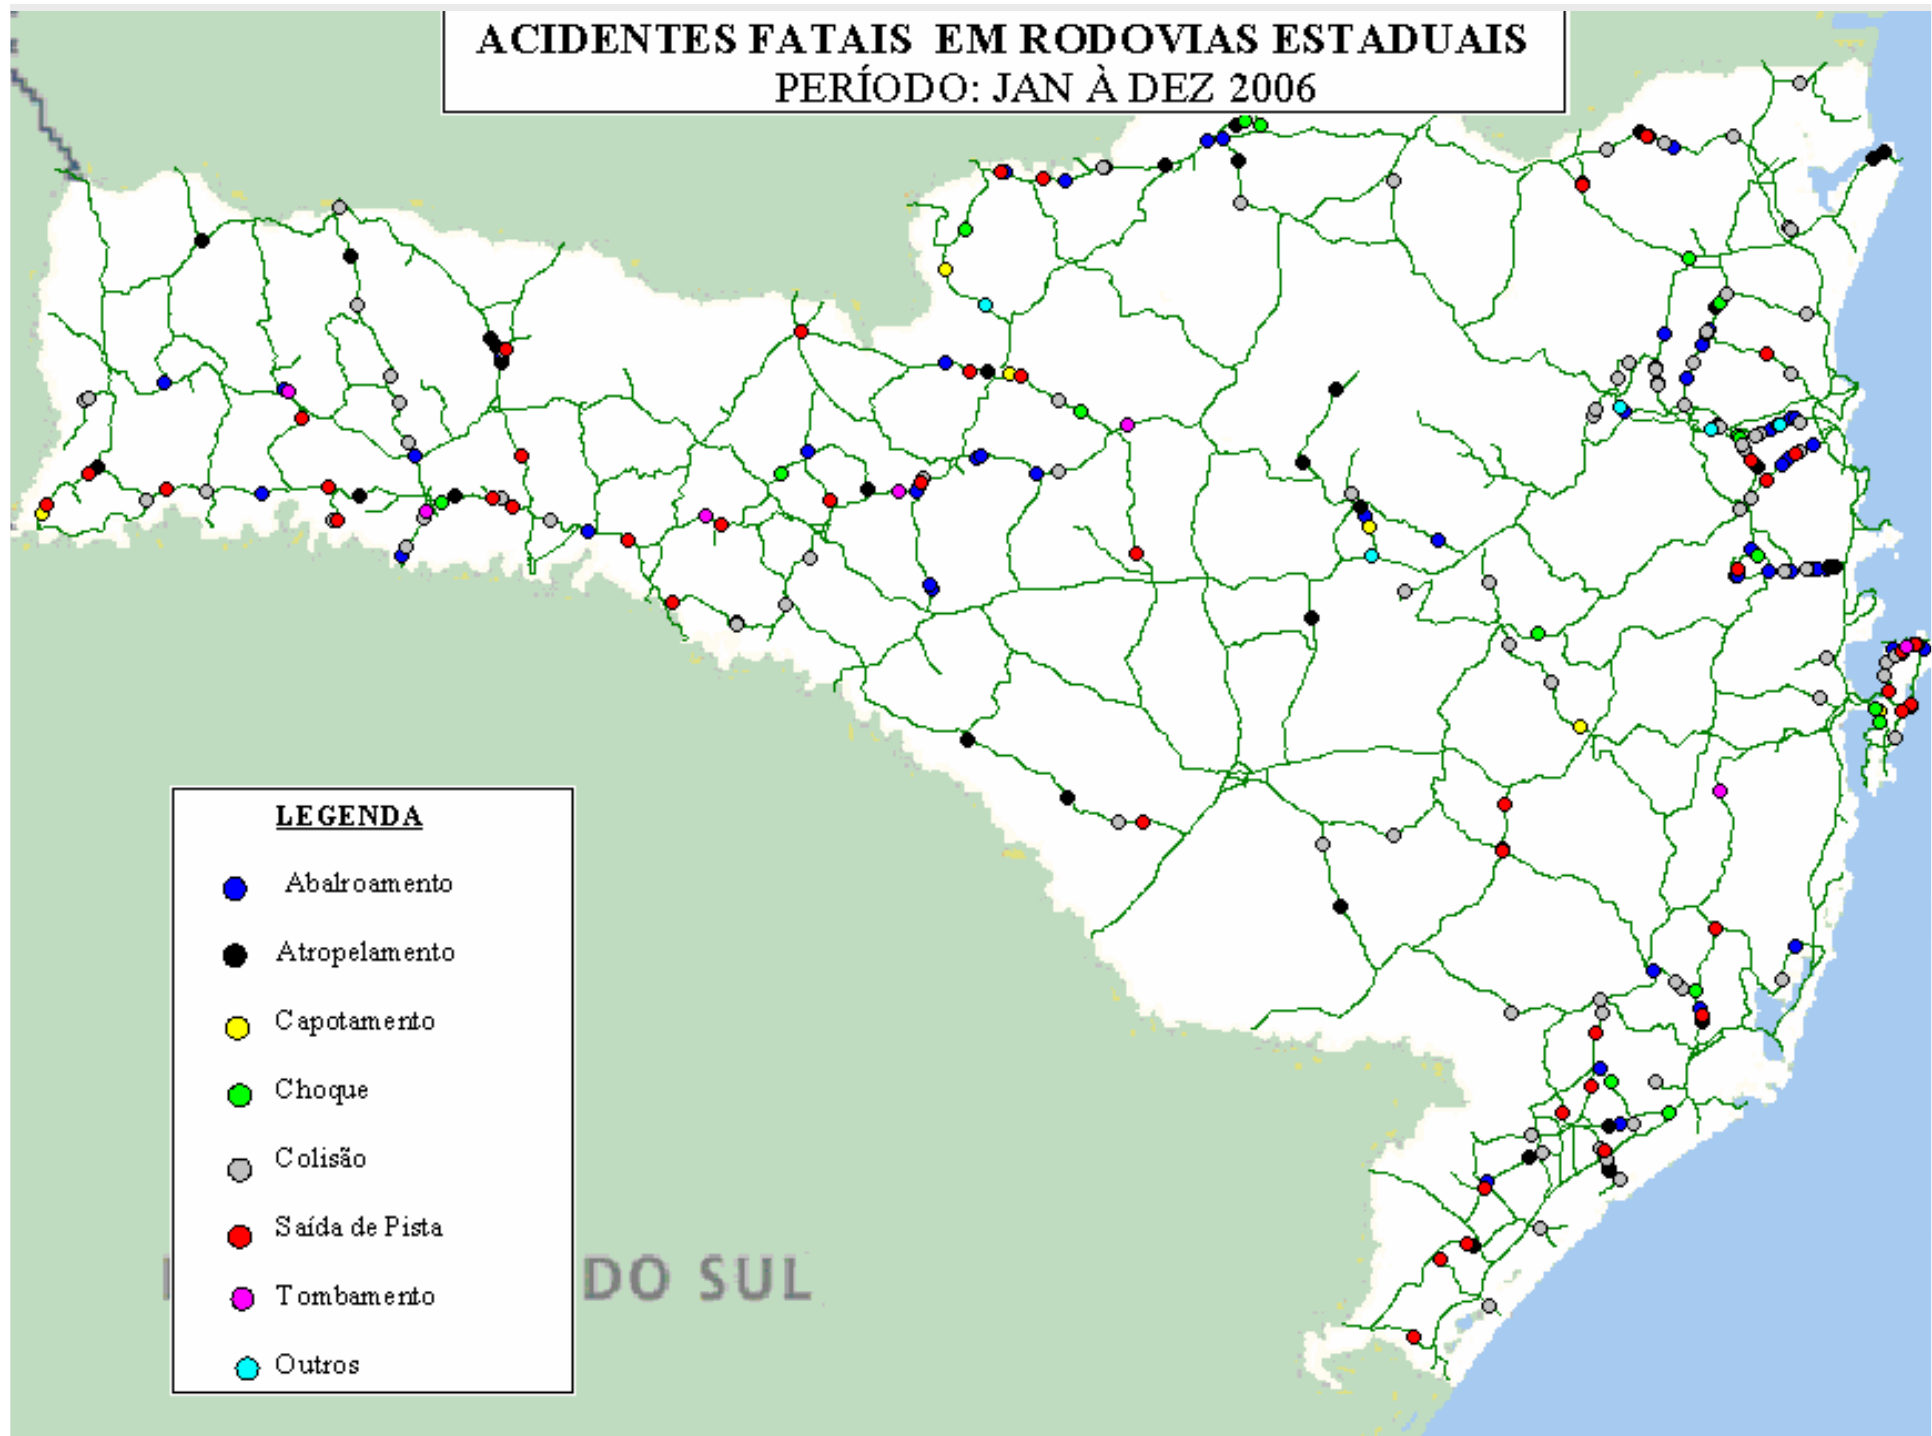 ACIDENTES FATAIS EM RODOVIAS ESTADUAIS
PERÍODO: JAN À DEZ 2006
LEGENDA
Abalroamento
Atropelamento
Capotamento
Choque
Colisão
Saída de Pista
Tombamento
Outros
DO SUL